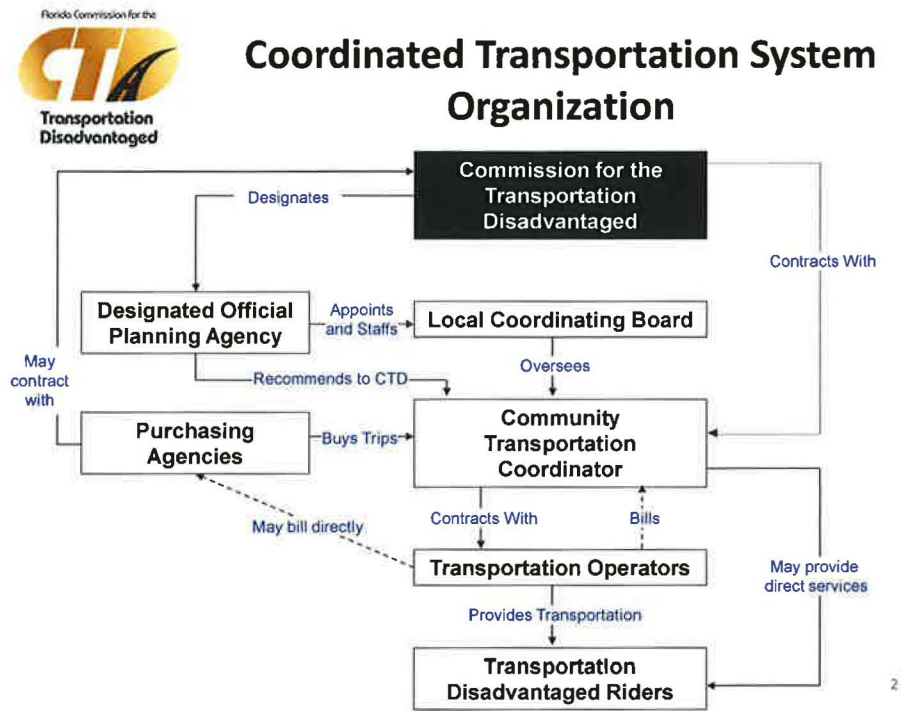 Florida Commission for the
CTD
Transportation
Disadvantaged
Coordinated Transportation System
Organization
Commission for the
Transportation
Disadvantaged
Designates
Contracts With
Designated Official
Planning Agency
Appoints
and Staffs
Local Coordinating Board
May
contract
with
Recommends to CTD
Oversees
Purchasing
Agencies
Buys Trips
Community
Transportation
Coordinator
May bill directly
Contracts With
Bills
Transportation Operators
May provide
direct services
Provides Transportation
Transportation
Disadvantaged Riders
2